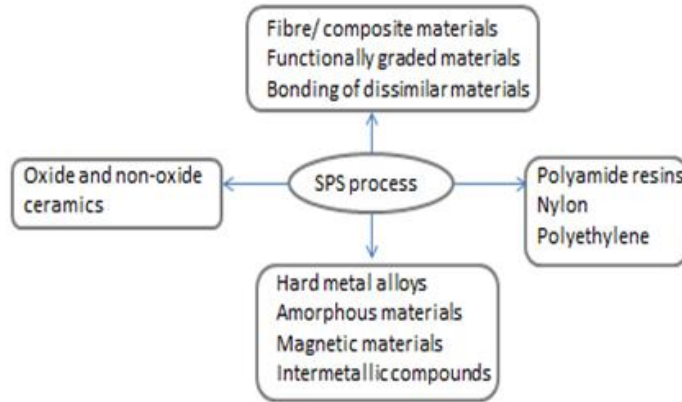 Fibre/ composite materials
Functionally graded materials
Bonding of dissimilar materials
Oxide and non-oxide
ceramics
SPS process
Polyamide resins
Nylon
Polyethylene
Hard metal alloys
Amorphous materials
Magnetic materials
Intermetallic compounds